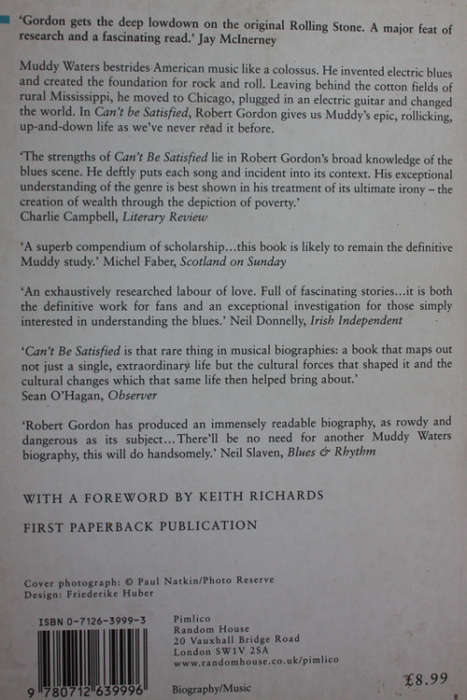 ‘Gordon gets the deep lowdown on the original Rolling Stone. A major feat of
research and a fascinating read.’ Jay McInerney
Muddy Waters bestrides American music like a colossus. He invented electric blues
and created the foundation for rock and roll. Leaving behind the cotton fields of
rural Mississippi, he moved to Chicago, plugged in an electric guitar and changed
the world. In Can't be Satisfied, Robert Gordon gives us Muddy's epic, rollicking,
up-and-down life as we've never read it before.
‘The strengths of Can't Be Satisfied lie in Robert Gordon's broad knowledge of the
blues scene. He deftly puts each song and incident into its context. His exceptional
understanding of the genre is best shown in his treatment of its ultimate irony – the
creation of wealth through the depiction of poverty.’
Charlie Campbell, Literary Review
‘A superb compendium of scholarship...this book is likely to remain the definitive
Muddy study.’ Michel Faber, Scotland on Sunday
‘An exhaustively researched labour of love. Full of fascinating stories...it is both
the definitive work for fans and an exceptional investigation for those simply
interested in understanding the blues.’ Neil Donnelly, Irish Independent
‘Can't Be Satisfied is that rare thing in musical biographies: a book that maps out
not just a single, extraordinary life but the cultural forces that shaped it and the
cultural changes which that same life then helped bring about.’
Sean O'Hagan, Observer
‘Robert Gordon has produced an immensely readable biography, as rowdy and
dangerous as its subject...There'll be no need for another Muddy Waters
biography, this will do handsomely.’ Neil Slaven, Blues & Rhythm
WITH A FOREWORD BY KEITH RICHARDS
FIRST PAPERBACK PUBLICATION
Cover photograph: © Paul Natkin/Photo Reserve
Design: Friederike Huber
ISBN 0-7126-3999-3
9 780712 639996
Pimlico
Random House
20 Vauxhall Bridge Road
London SW1V 2SA
www.randomhouse.co.uk/pimlico
Biography/Music
£8.99